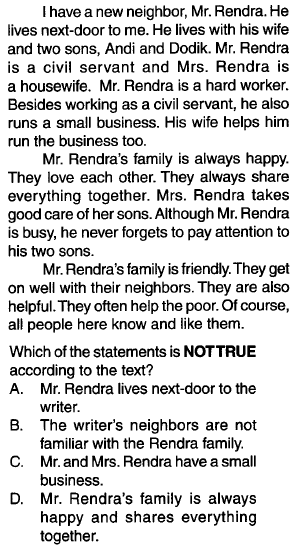 I have a new neighbor, Mr. Rendra. He
lives next-door to me. He lives with his wife
and two sons, Andi and Dodik. Mr. Rendra
is a civil servant and Mrs. Rendra is
a housewife. Mr. Rendra is a hard worker.
Besides working as a civil servant, he also
runs a small business. His wife helps him
run the business too.
Mr. Rendra's family is always happy.
They love each other. They always share
everything together. Mrs. Rendra takes
good care of her sons. Although Mr. Rendra
is busy, he never forgets to pay attention to
his two sons.
Mr. Rendra's family is friendly. They get
on well with their neighbors. They are also
helpful. They often help the poor. Of course,
all people here know and like them.
Which of the statements is NOT TRUE
according to the text?
A. Mr. Rendra lives next-door to the
writer.
B. The writer's neighbors are not
familiar with the Rendra family.
C. Mr. and Mrs. Rendra have a small
business.
D. Mr. Rendra's family is always
happy and shares everything
together.